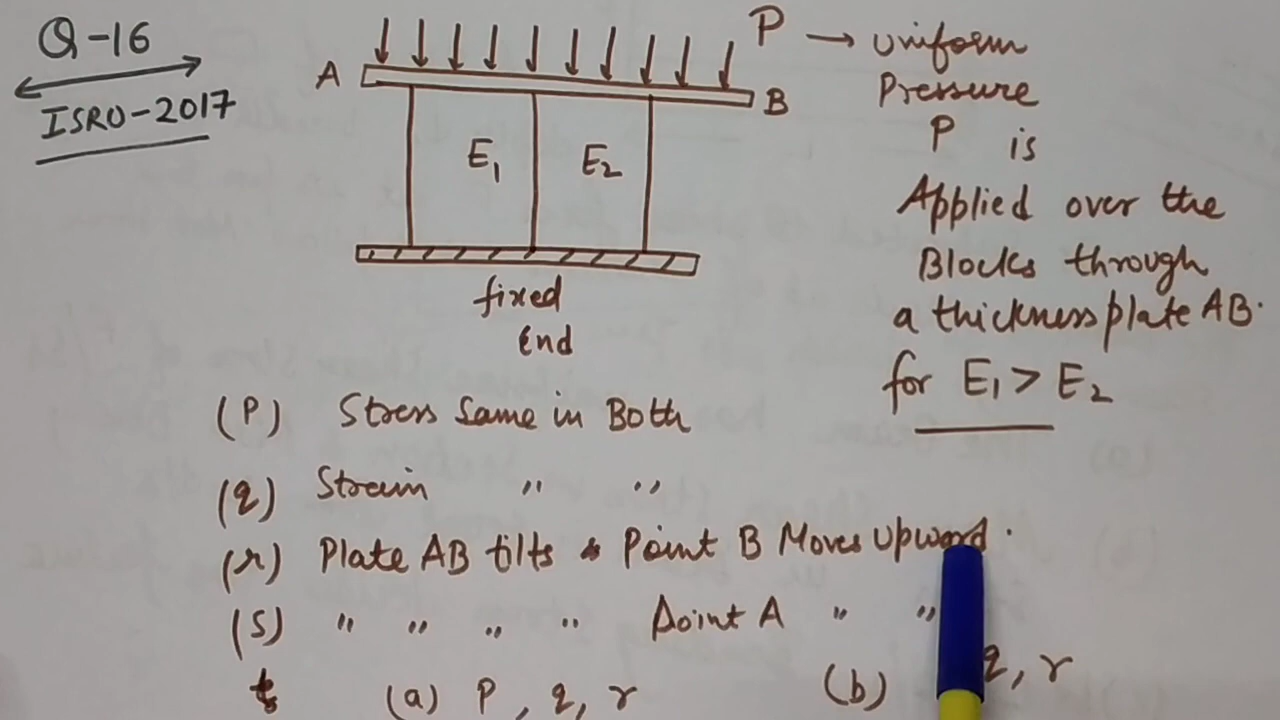 Q-16
ISRO-2017
A
P → uniform
Pressure
P is
Applied over the
Blocks through
a thickness plate AB.
for E1 > E2
B
E1
E2
fixed
End
(P) Stress Same in Both
(q) Strain " "
(r) Plate AB tilts & Point B Moves Upward.
(S) " " " " Point A " "
(a) P, q, r
(b) q, r